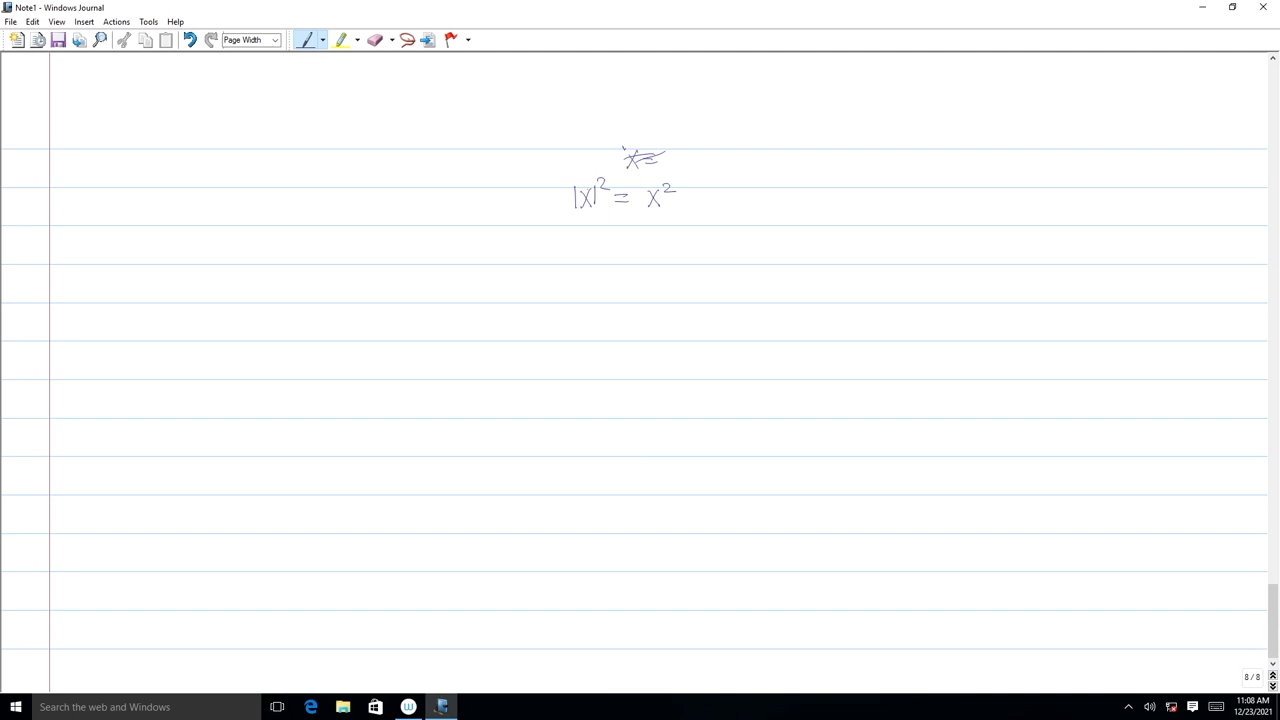 Note1 - Windows Journal
File Edit View Insert Actions Tools Help
Page Width
|x|² = x²
8 / 8
Search the web and Windows
11:08 AM
12/23/2021